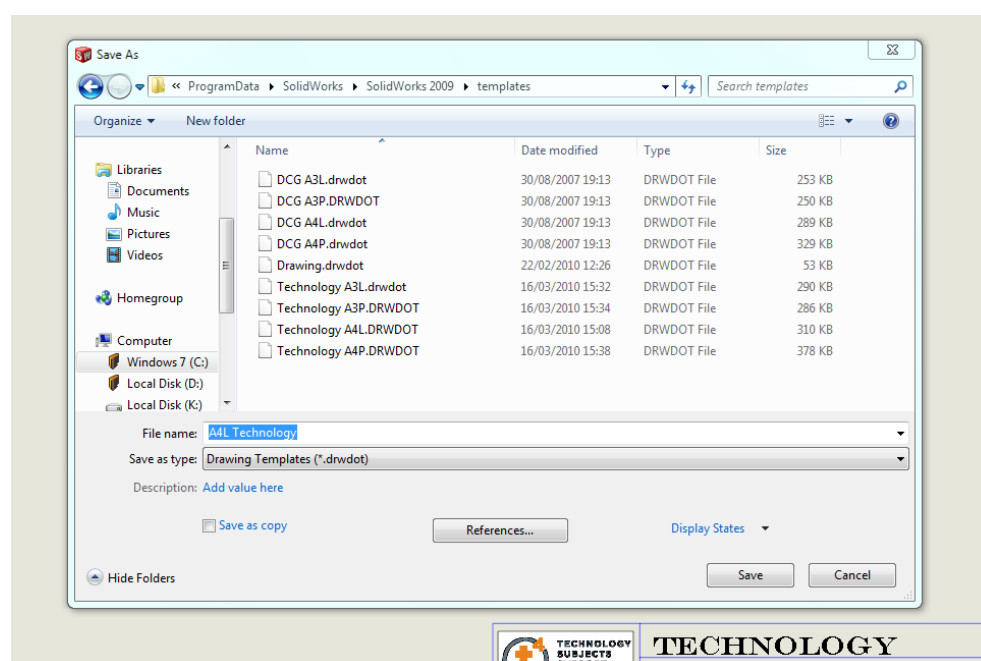 Save As
« ProgramData ▸ SolidWorks ▸ SolidWorks 2009 ▸ templates
Search templates
Organize
New folder
Name Date modified Type Size
Libraries
Documents
Music
Pictures
Videos
Homegroup
Computer
Windows 7 (C:)
Local Disk (D:)
Local Disk (K:)
DCG A3L.drwdot 30/08/2007 19:13 DRWDOT File 253 KB
DCG A3P.DRWDOT 30/08/2007 19:13 DRWDOT File 250 KB
DCG A4L.drwdot 30/08/2007 19:13 DRWDOT File 289 KB
DCG A4P.drwdot 30/08/2007 19:13 DRWDOT File 329 KB
Drawing.drwdot 22/02/2010 12:26 DRWDOT File 53 KB
Technology A3L.drwdot 16/03/2010 15:32 DRWDOT File 290 KB
Technology A3P.DRWDOT 16/03/2010 15:34 DRWDOT File 286 KB
Technology A4L.DRWDOT 16/03/2010 15:08 DRWDOT File 310 KB
Technology A4P.DRWDOT 16/03/2010 15:38 DRWDOT File 378 KB
File name: A4L Technology
Save as type: Drawing Templates (*.drwdot)
Description: Add value here
Save as copy
References...
Display States
Hide Folders
Save
Cancel
TECHNOLOGY
SUBJECTS
TECHNOLOGY